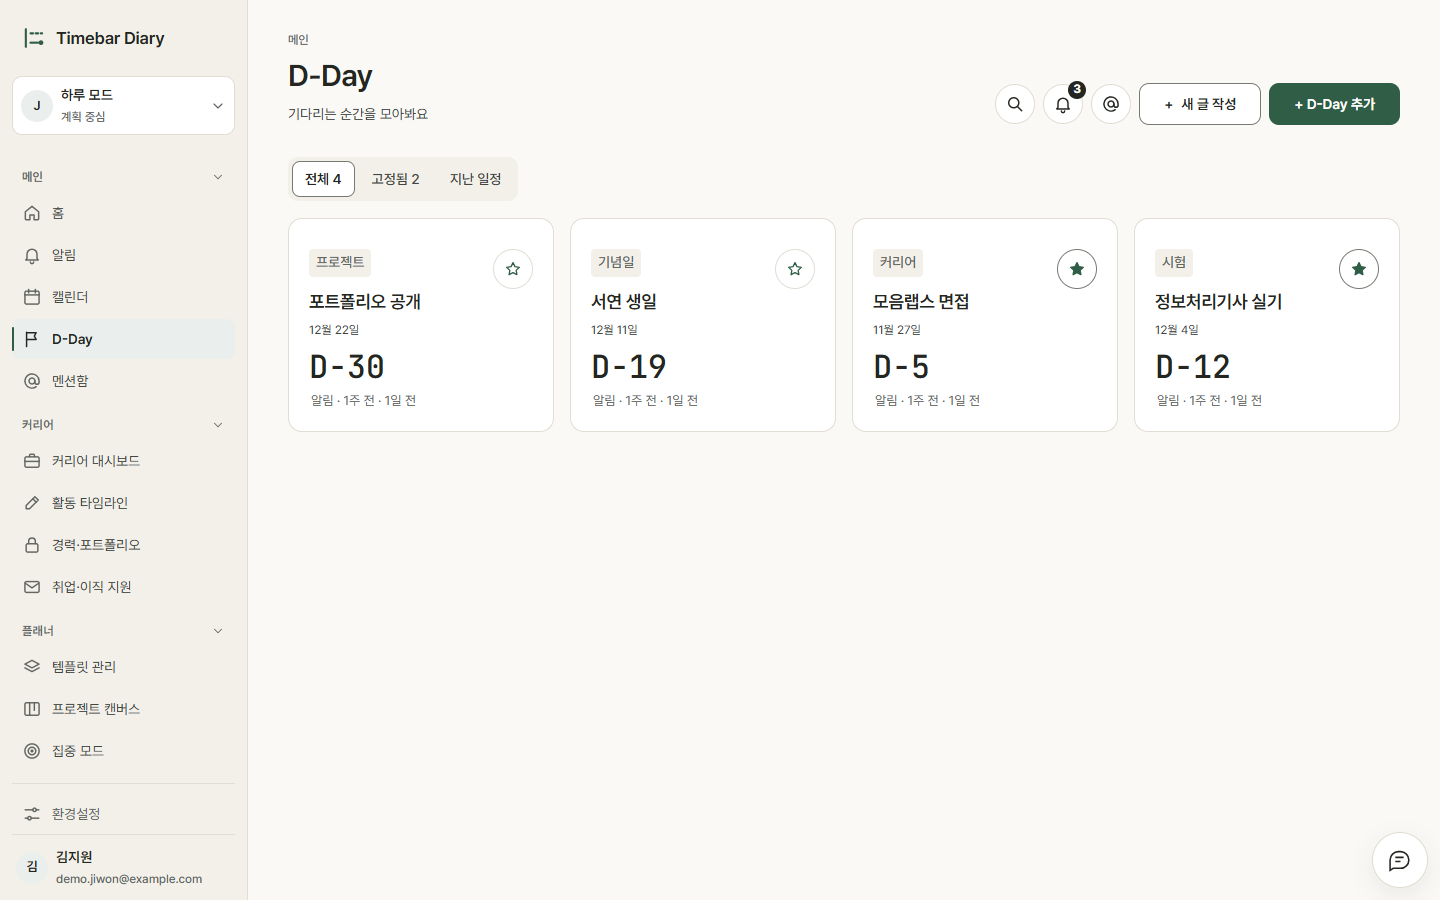 Timebar Diary
J
하루 모드
계획 중심
메인
홈
알림
캘린더
D-Day
멘션함
커리어
커리어 대시보드
활동 타임라인
경력·포트폴리오
취업·이직 지원
플래너
템플릿 관리
프로젝트 캔버스
집중 모드
환경설정
김
김지원
demo.jiwon@example.com
메인
D-Day
기다리는 순간을 모아봐요
3
+ 새 글 작성
+ D-Day 추가
전체 4
고정됨 2
지난 일정
프로젝트
포트폴리오 공개
12월 22일
D-30
알림 · 1주 전 · 1일 전
기념일
서연 생일
12월 11일
D-19
알림 · 1주 전 · 1일 전
커리어
모음랩스 면접
11월 27일
D-5
알림 · 1주 전 · 1일 전
시험
정보처리기사 실기
12월 4일
D-12
알림 · 1주 전 · 1일 전